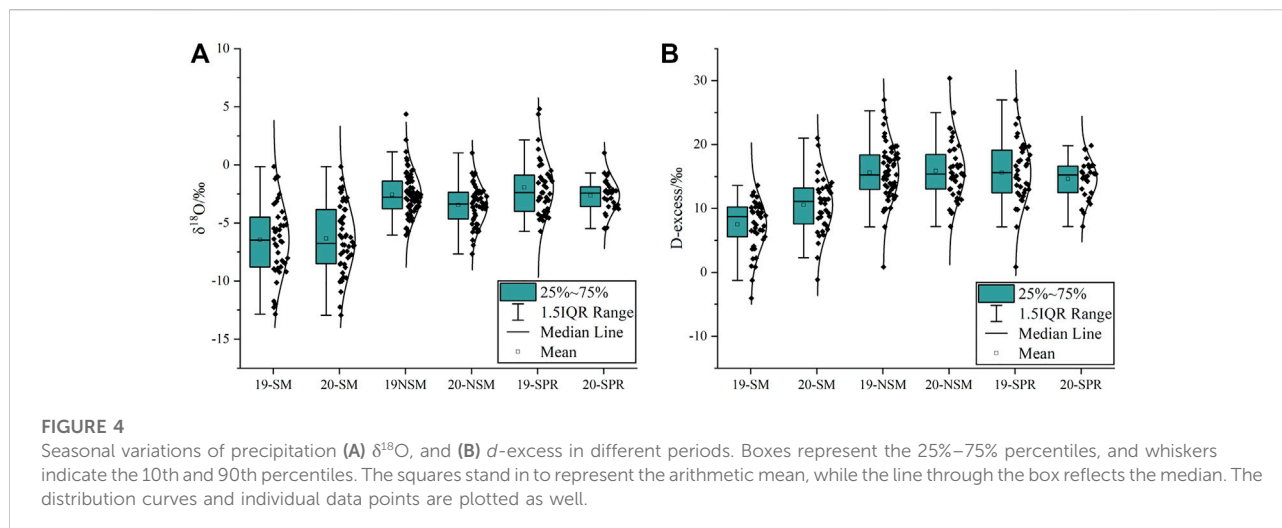 A
10
5
0
-5
-10
-15
δ¹⁸O/‰
19-SM 20-SM 19NSM 20-NSM 19-SPR 20-SPR
25%~75%
1.5IQR Range
Median Line
Mean
B
30
20
10
0
-10
D-excess/‰
19-SM 20-SM 19-NSM 20-NSM 19-SPR 20-SPR
25%~75%
1.5IQR Range
Median Line
Mean
FIGURE 4
Seasonal variations of precipitation (A) δ¹⁸O, and (B) d-excess in different periods. Boxes represent the 25%–75% percentiles, and whiskers
indicate the 10th and 90th percentiles. The squares stand in to represent the arithmetic mean, while the line through the box reflects the median. The
distribution curves and individual data points are plotted as well.